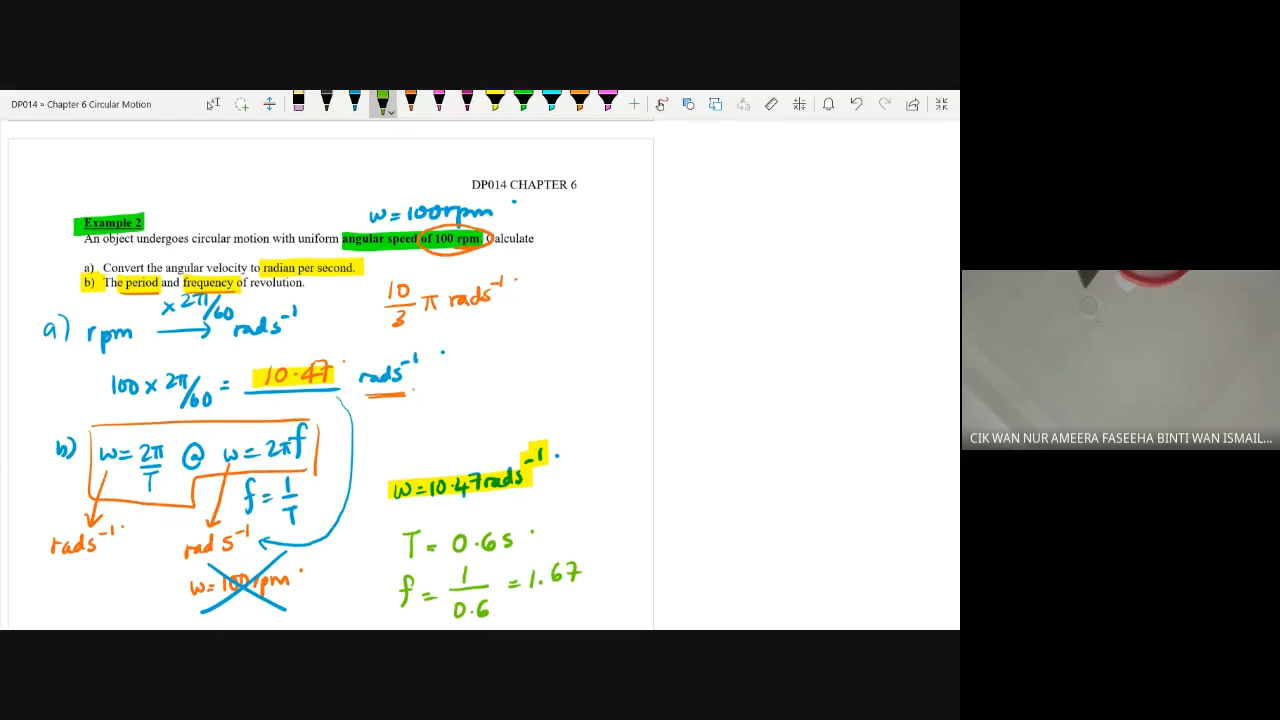 DP014 » Chapter 6 Circular Motion
DP014 CHAPTER 6
ω = 100rpm
Example 2
An object undergoes circular motion with uniform angular speed of 100 rpm. Calculate
a) Convert the angular velocity to radian per second.
b) The period and frequency of revolution.
a) rpm × 2π/60 → rads⁻¹
10/3 π rads⁻¹
100 × 2π/60 = 10.47 rads⁻¹
b) ω = 2π/T @ ω = 2πf
f = 1/T
ω = 10.47rads⁻¹
rads⁻¹ rads⁻¹
T = 0.6s
ω = 100rpm
f = 1/0.6 = 1.67
CIK WAN NUR AMEERA FASEEHA BINTI WAN ISMAIL...